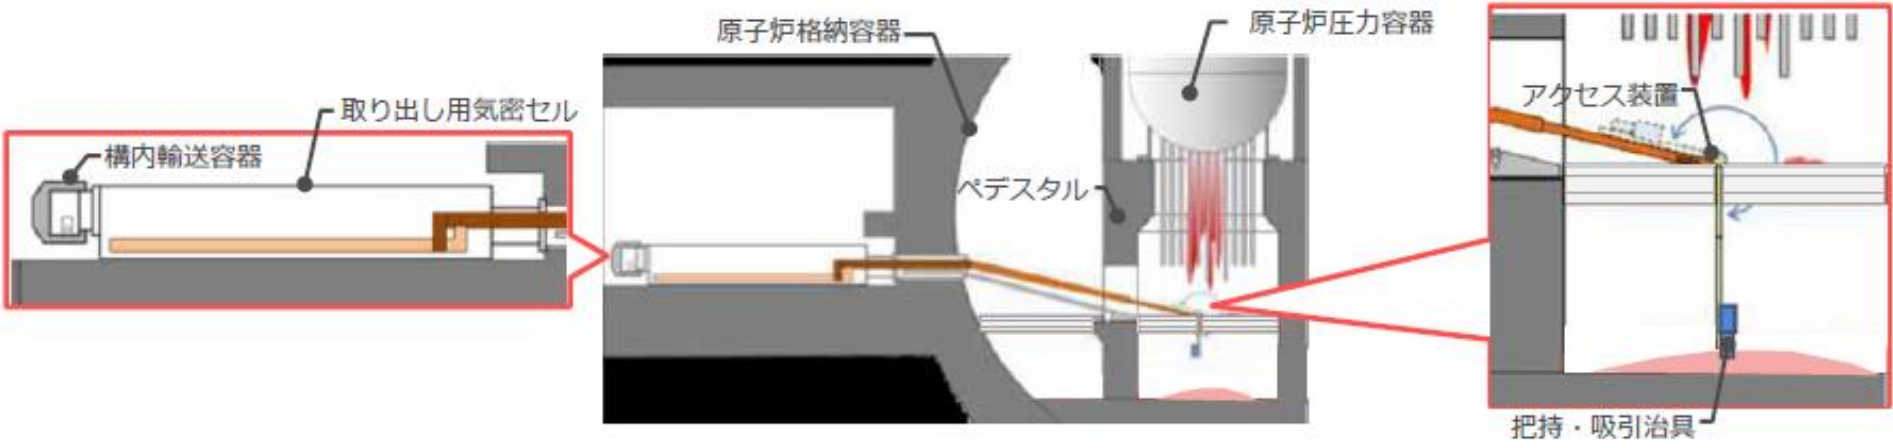 原子炉格納容器
原子炉圧力容器
取り出し用気密セル
構内輸送容器
ペデスタル
アクセス装置
把持・吸引治具